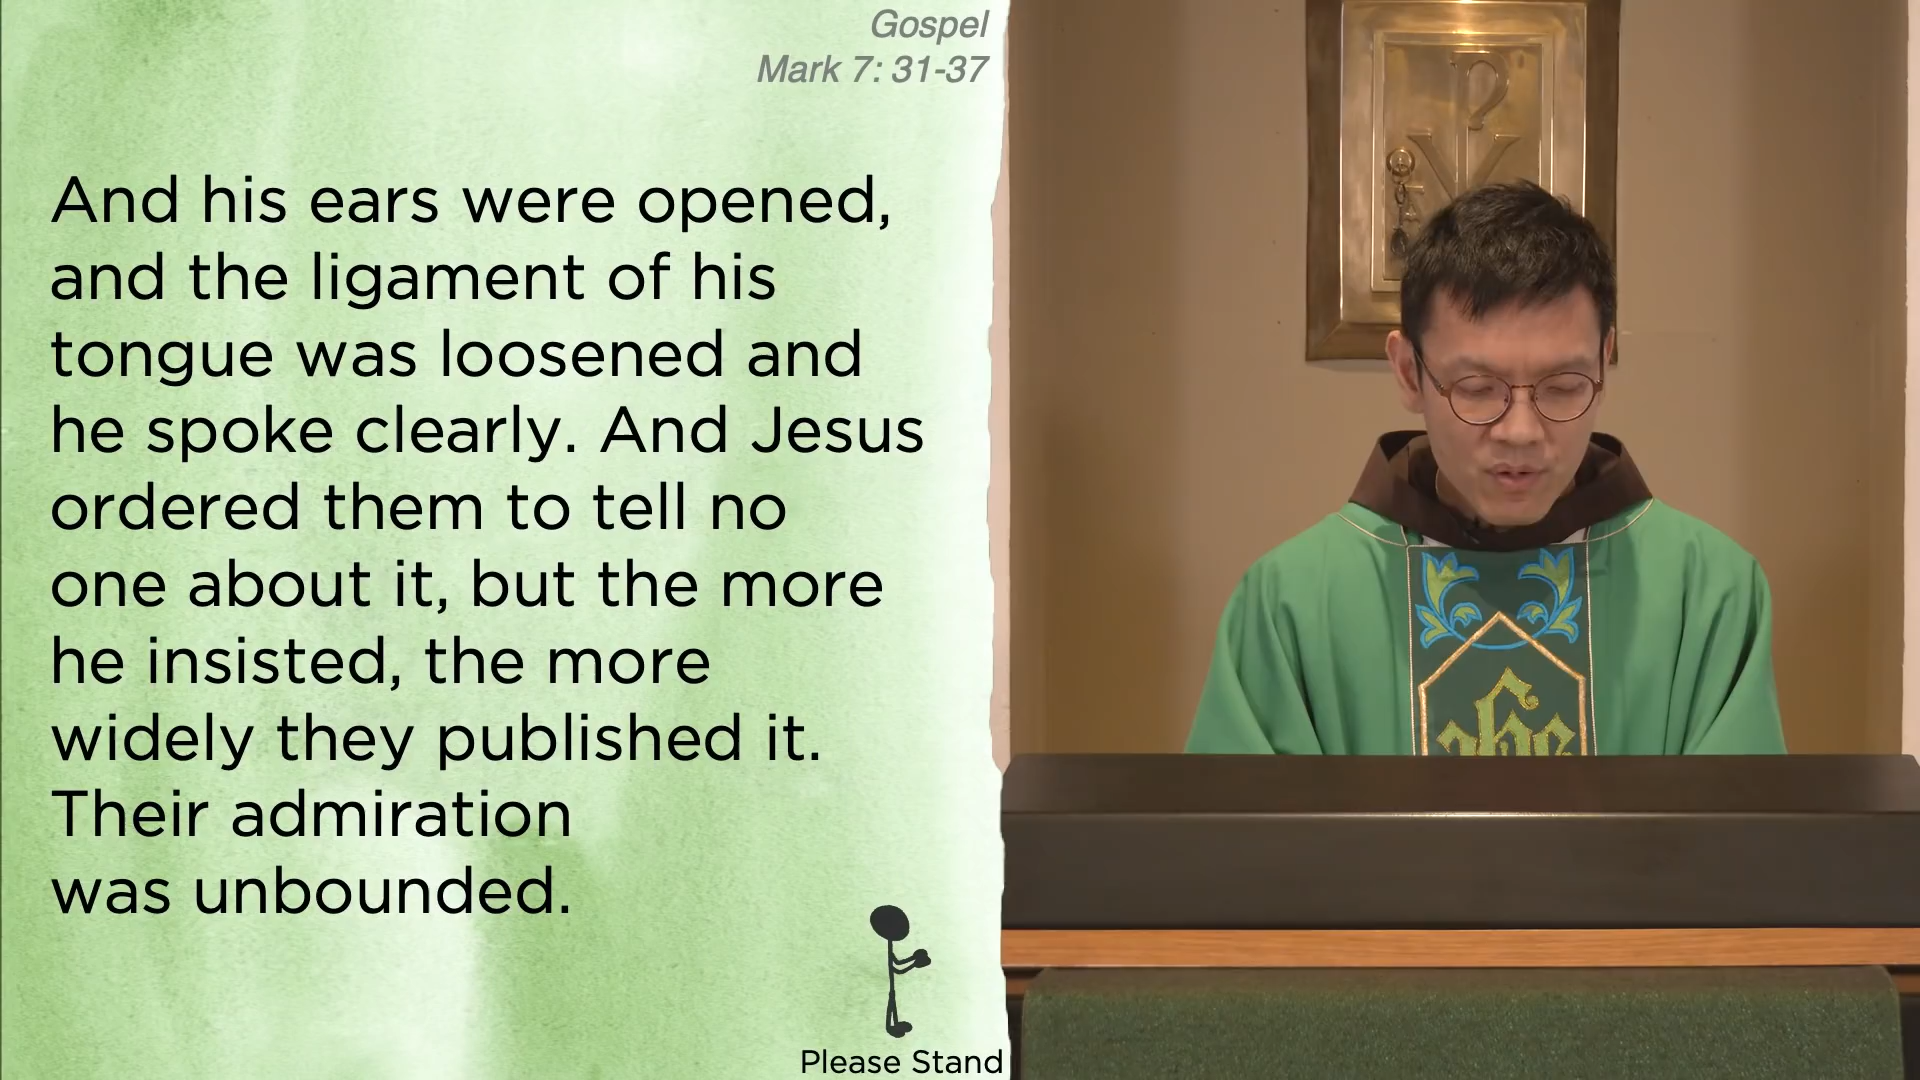 Gospel
Mark 7: 31-37
And his ears were opened,
and the ligament of his
tongue was loosened and
he spoke clearly. And Jesus
ordered them to tell no
one about it, but the more
he insisted, the more
widely they published it.
Their admiration
was unbounded.
Please Stand